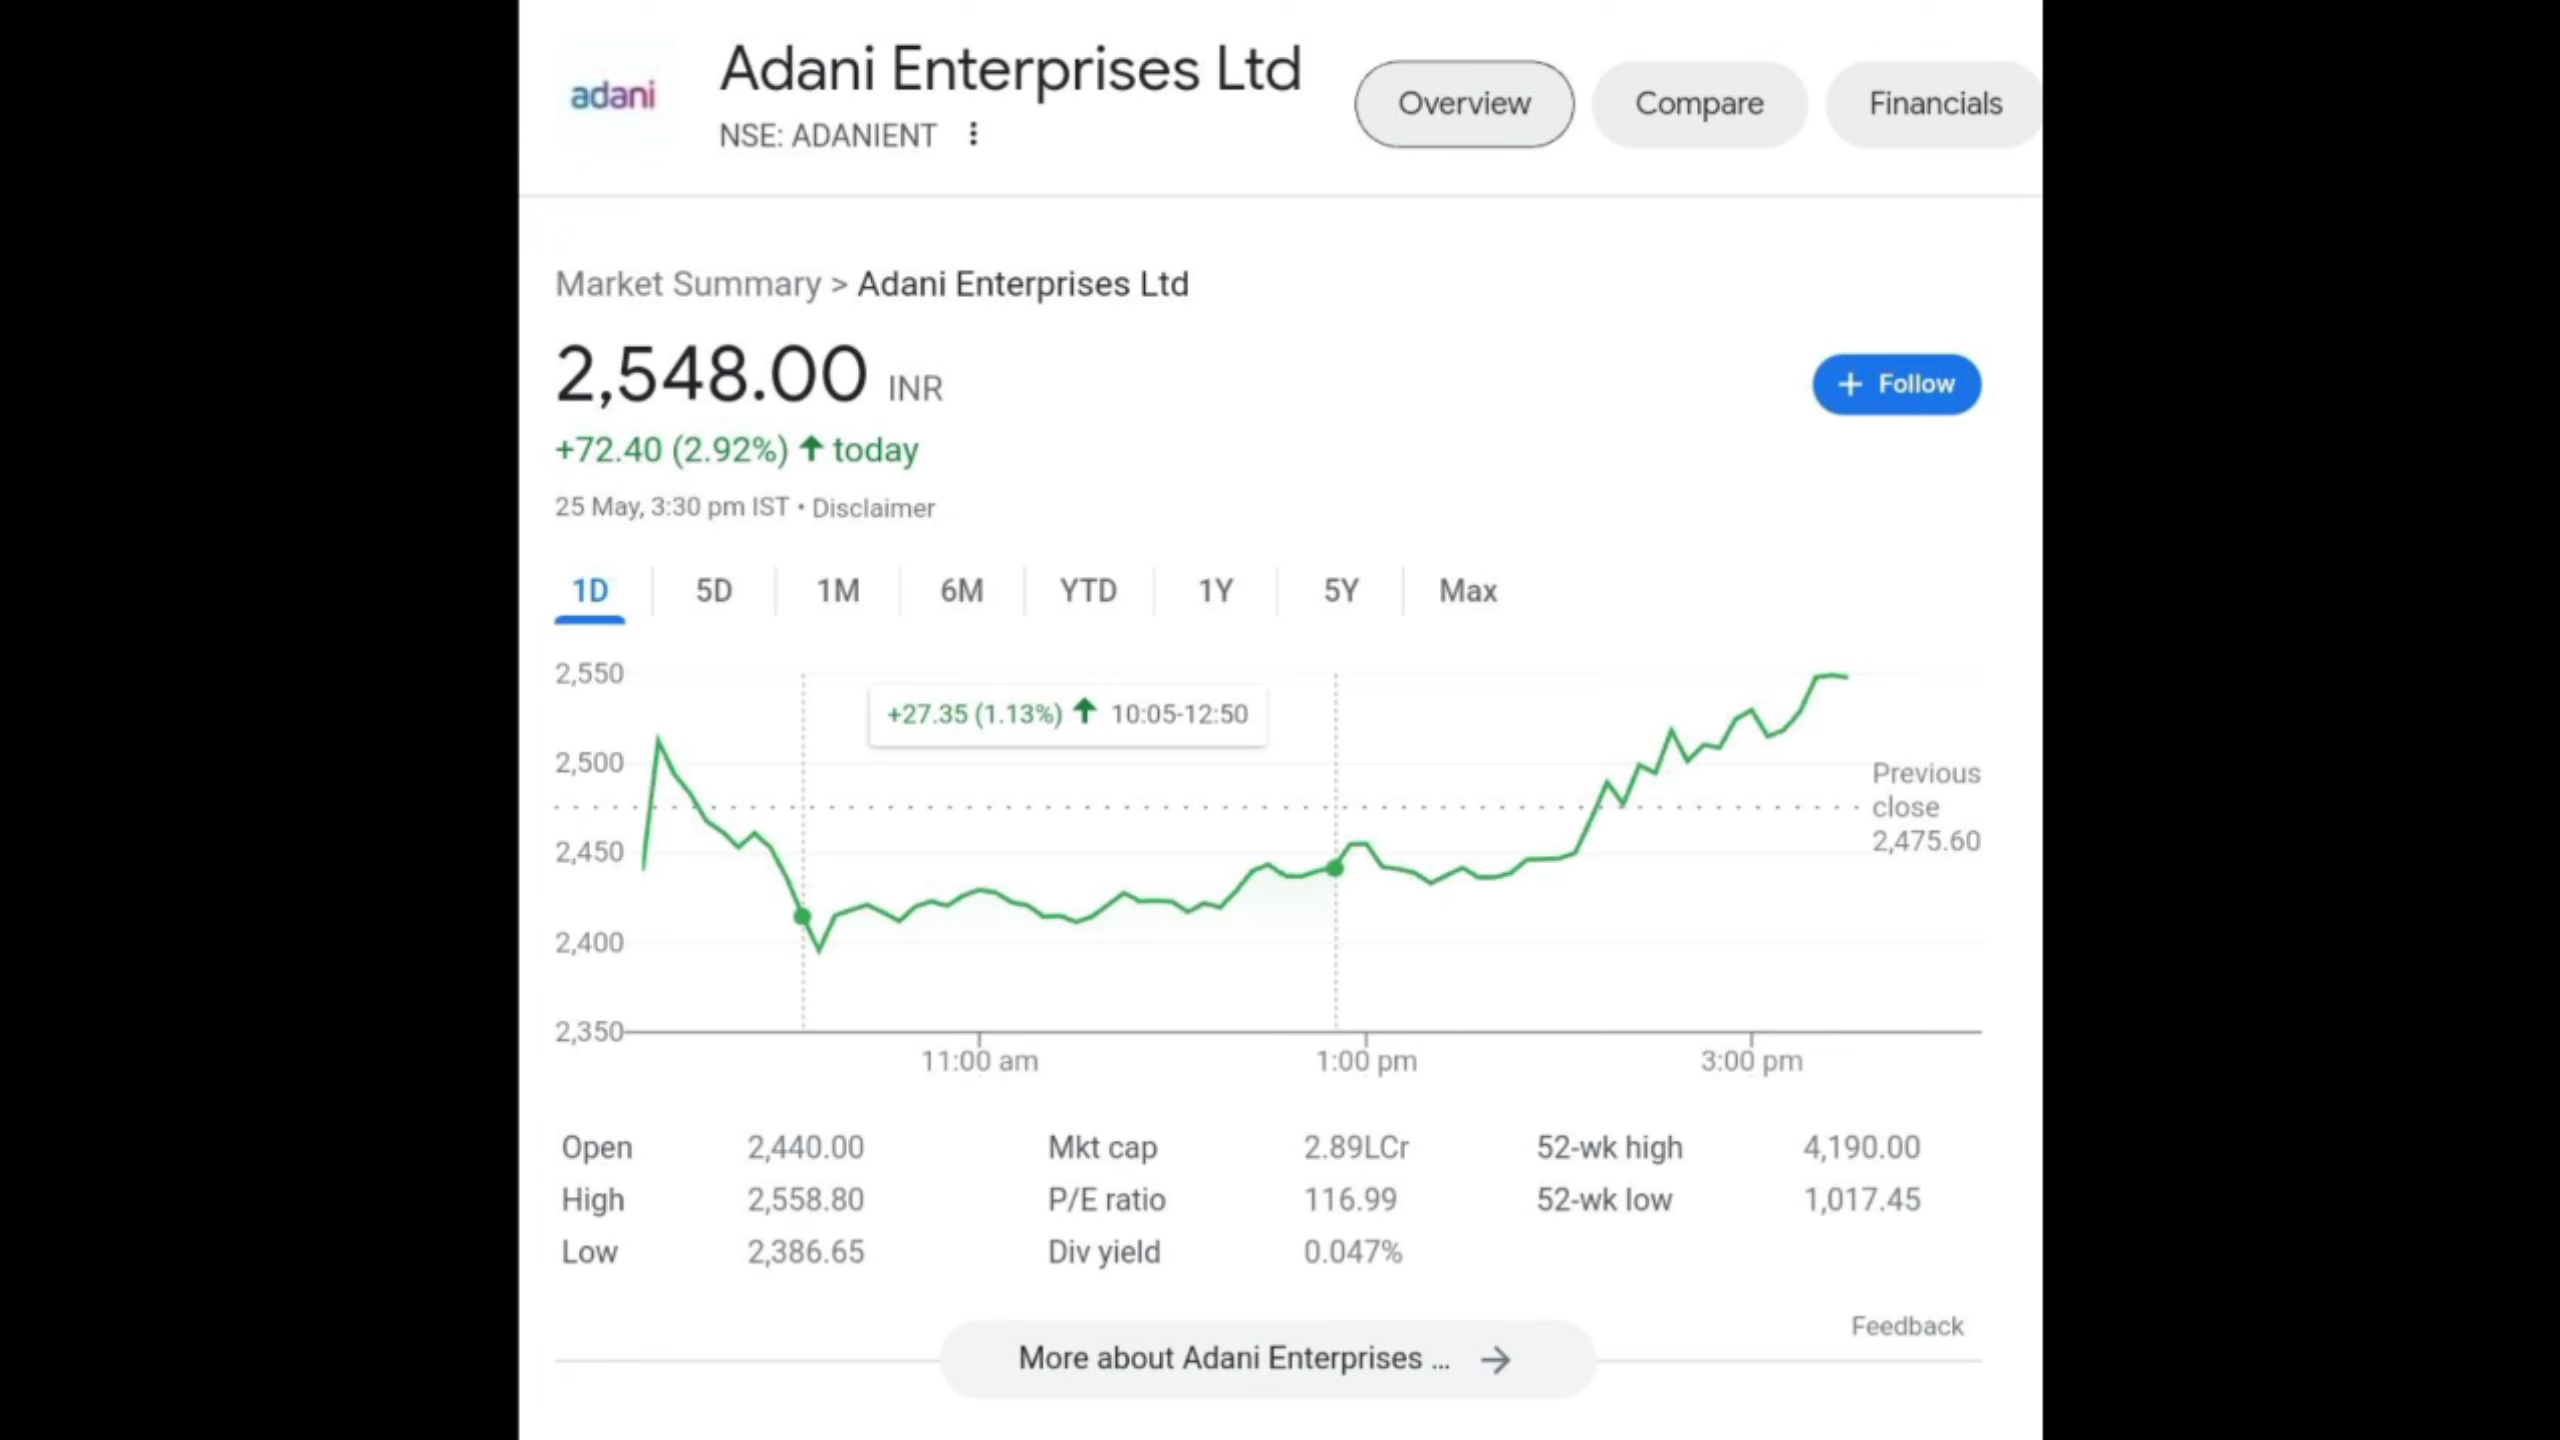 adani
Adani Enterprises Ltd
NSE: ADANIENT
Overview
Compare
Financials
Market Summary > Adani Enterprises Ltd
2,548.00 INR
+ Follow
+72.40 (2.92%) ↑ today
25 May, 3:30 pm IST • Disclaimer
1D 5D 1M 6M YTD 1Y 5Y Max
2,550
+27.35 (1.13%) ↑ 10:05-12:50
2,500
Previous
close
2,475.60
2,450
2,400
2,350
11:00 am 1:00 pm 3:00 pm
Open 2,440.00 Mkt cap 2.89LCr 52-wk high 4,190.00
High 2,558.80 P/E ratio 116.99 52-wk low 1,017.45
Low 2,386.65 Div yield 0.047%
Feedback
More about Adani Enterprises ... →